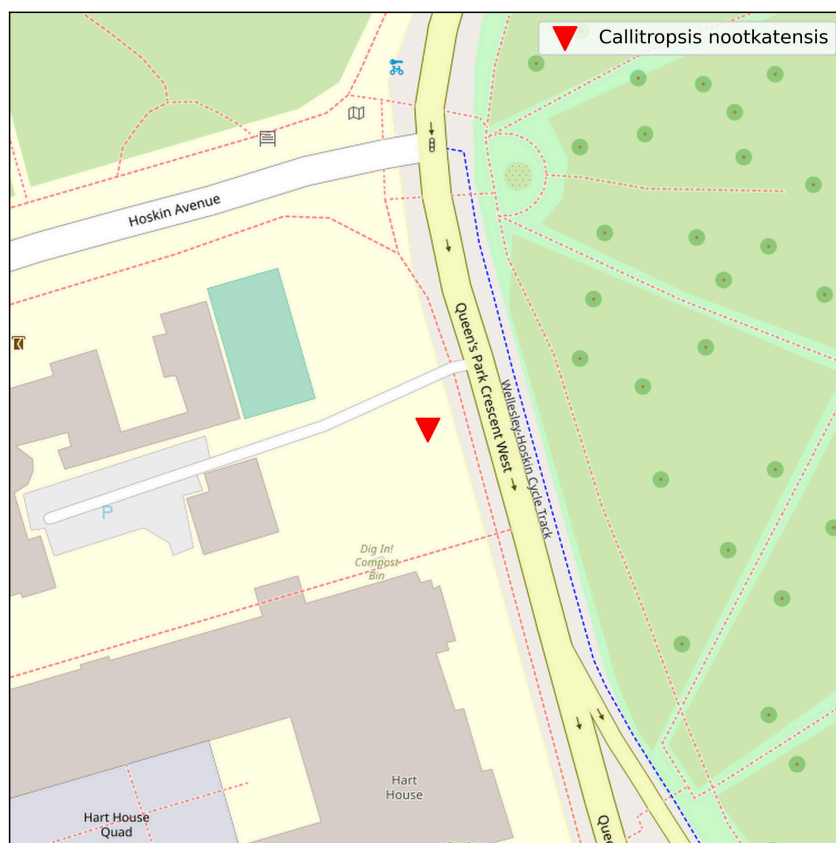 Callitropsis nootkatensis
Hoskin Avenue
Queen's Park Crescent West
Wellesley-Hoskin Cycle Track
P
Dig In!
Compost
Bin
Hart
House
Hart House
Quad
Quee